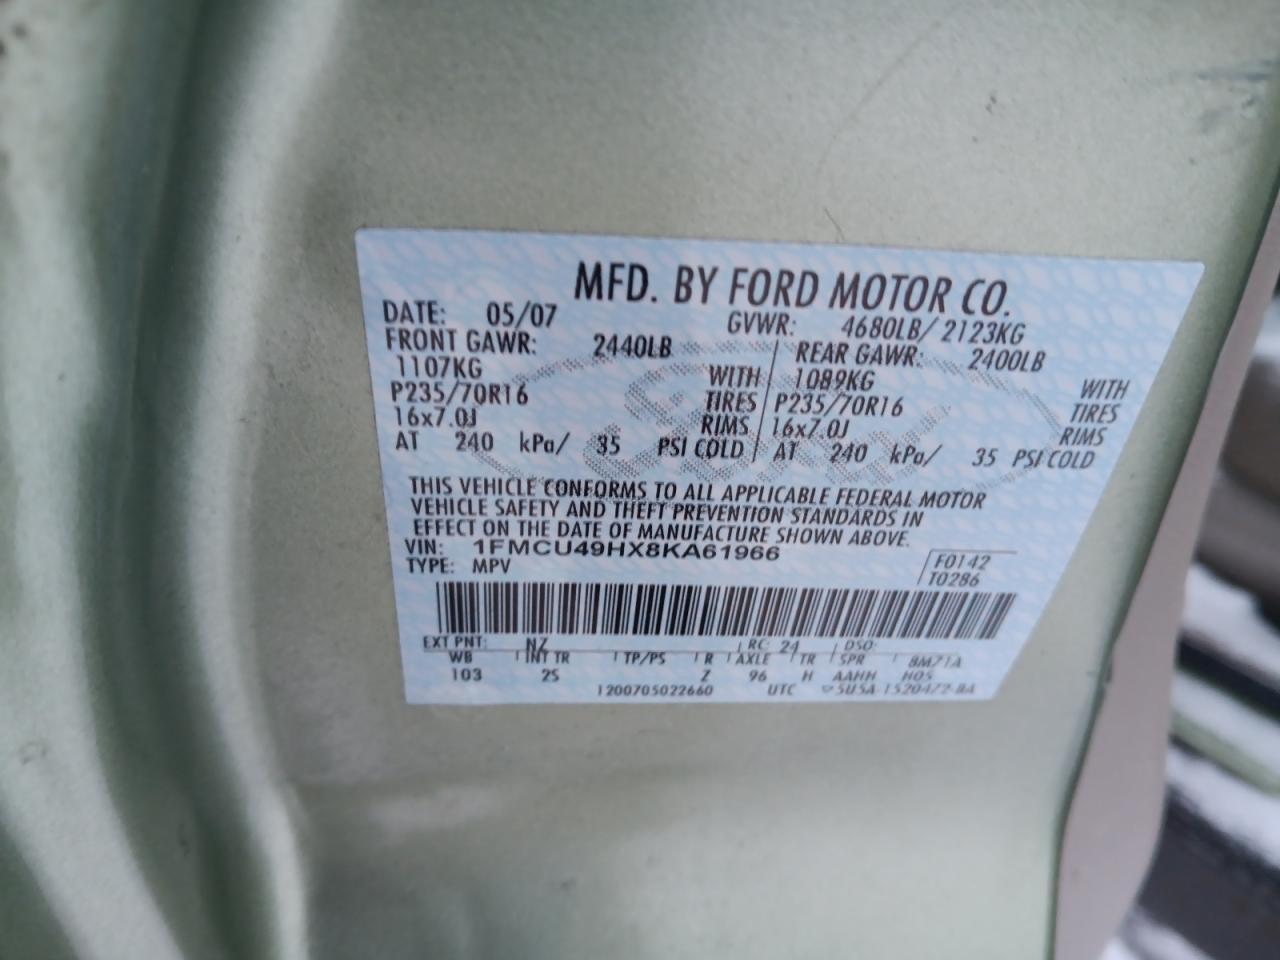 MFD. BY FORD MOTOR CO.
DATE: 05/07 GVWR: 4680LB/ 2123KG
FRONT GAWR: 2440LB REAR GAWR: 2400LB
1107KG WITH 1089KG WITH
P235/70R16 TIRES P235/70R16 TIRES
16x7.0J RIMS 16x7.0J RIMS
AT 240 kPa/ 35 PSI COLD AT 240 kPa/ 35 PSI COLD
THIS VEHICLE CONFORMS TO ALL APPLICABLE FEDERAL MOTOR
VEHICLE SAFETY AND THEFT PREVENTION STANDARDS IN
EFFECT ON THE DATE OF MANUFACTURE SHOWN ABOVE.
VIN: 1FMCU49HX8KA61966
TYPE: MPV
F0142
T0286
EXT PNT: NZ RC: 24 DSO:
WB INT TR TP/PS R AXLE TR SPR 8M71A
103 2S Z 96 H AAHH HOS
1200705022660 UTC